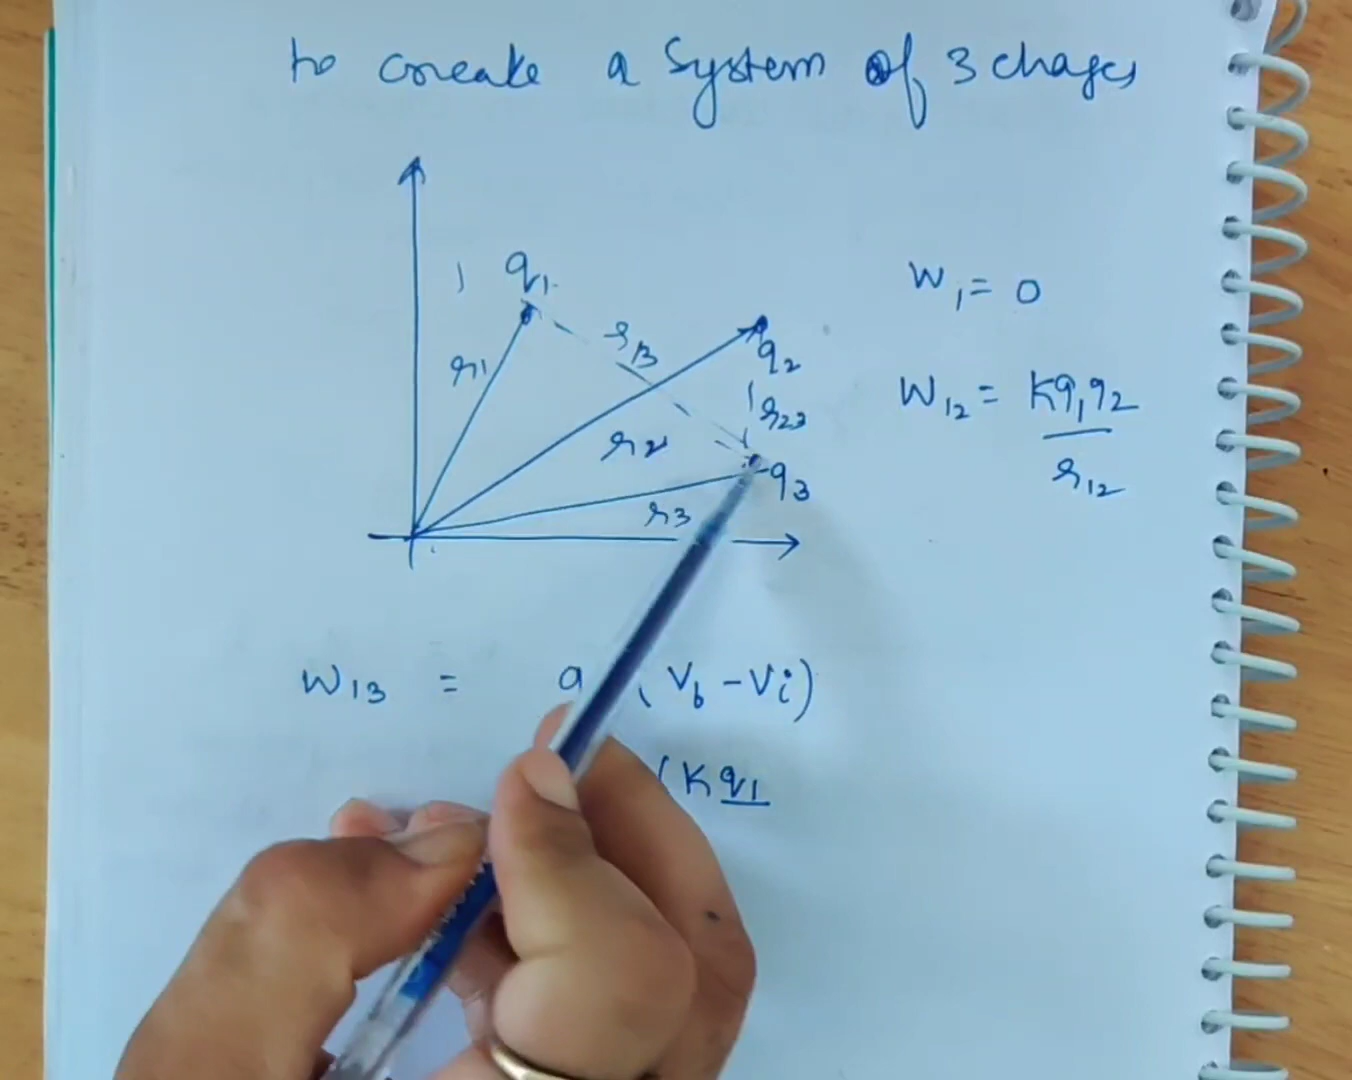 to create a System of 3 charges
q1
r1
r13
q2
r23
r2
q3
r3
W1 = 0
W12 = Kq1q2
r12
W13 = q (Vf - Vi)
(Kq1